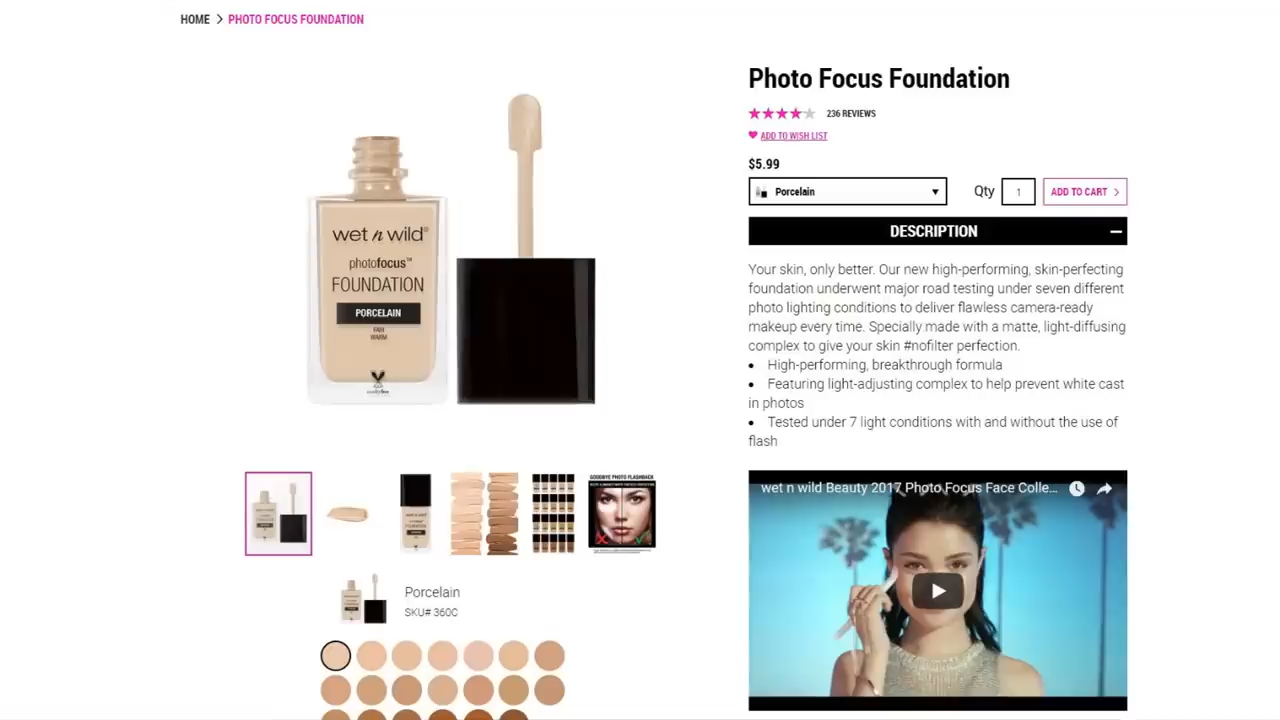 HOME > PHOTO FOCUS FOUNDATION
Photo Focus Foundation
236 REVIEWS
ADD TO WISH LIST
$5.99
Porcelain
Qty 1 ADD TO CART >
DESCRIPTION
Your skin, only better. Our new high-performing, skin-perfecting
foundation underwent major road testing under seven different
photo lighting conditions to deliver flawless camera-ready
makeup every time. Specially made with a matte, light-diffusing
complex to give your skin #nofilter perfection.
• High-performing, breakthrough formula
• Featuring light-adjusting complex to help prevent white cast
in photos
• Tested under 7 light conditions with and without the use of
flash
wet n wild Beauty 2017 Photo Focus Face Colle...
wet n wild®
photofocus™
FOUNDATION
PORCELAIN
FAIR
WARM
cruelty free
GOODBYE PHOTO FLASHBACK
Porcelain
SKU# 360C